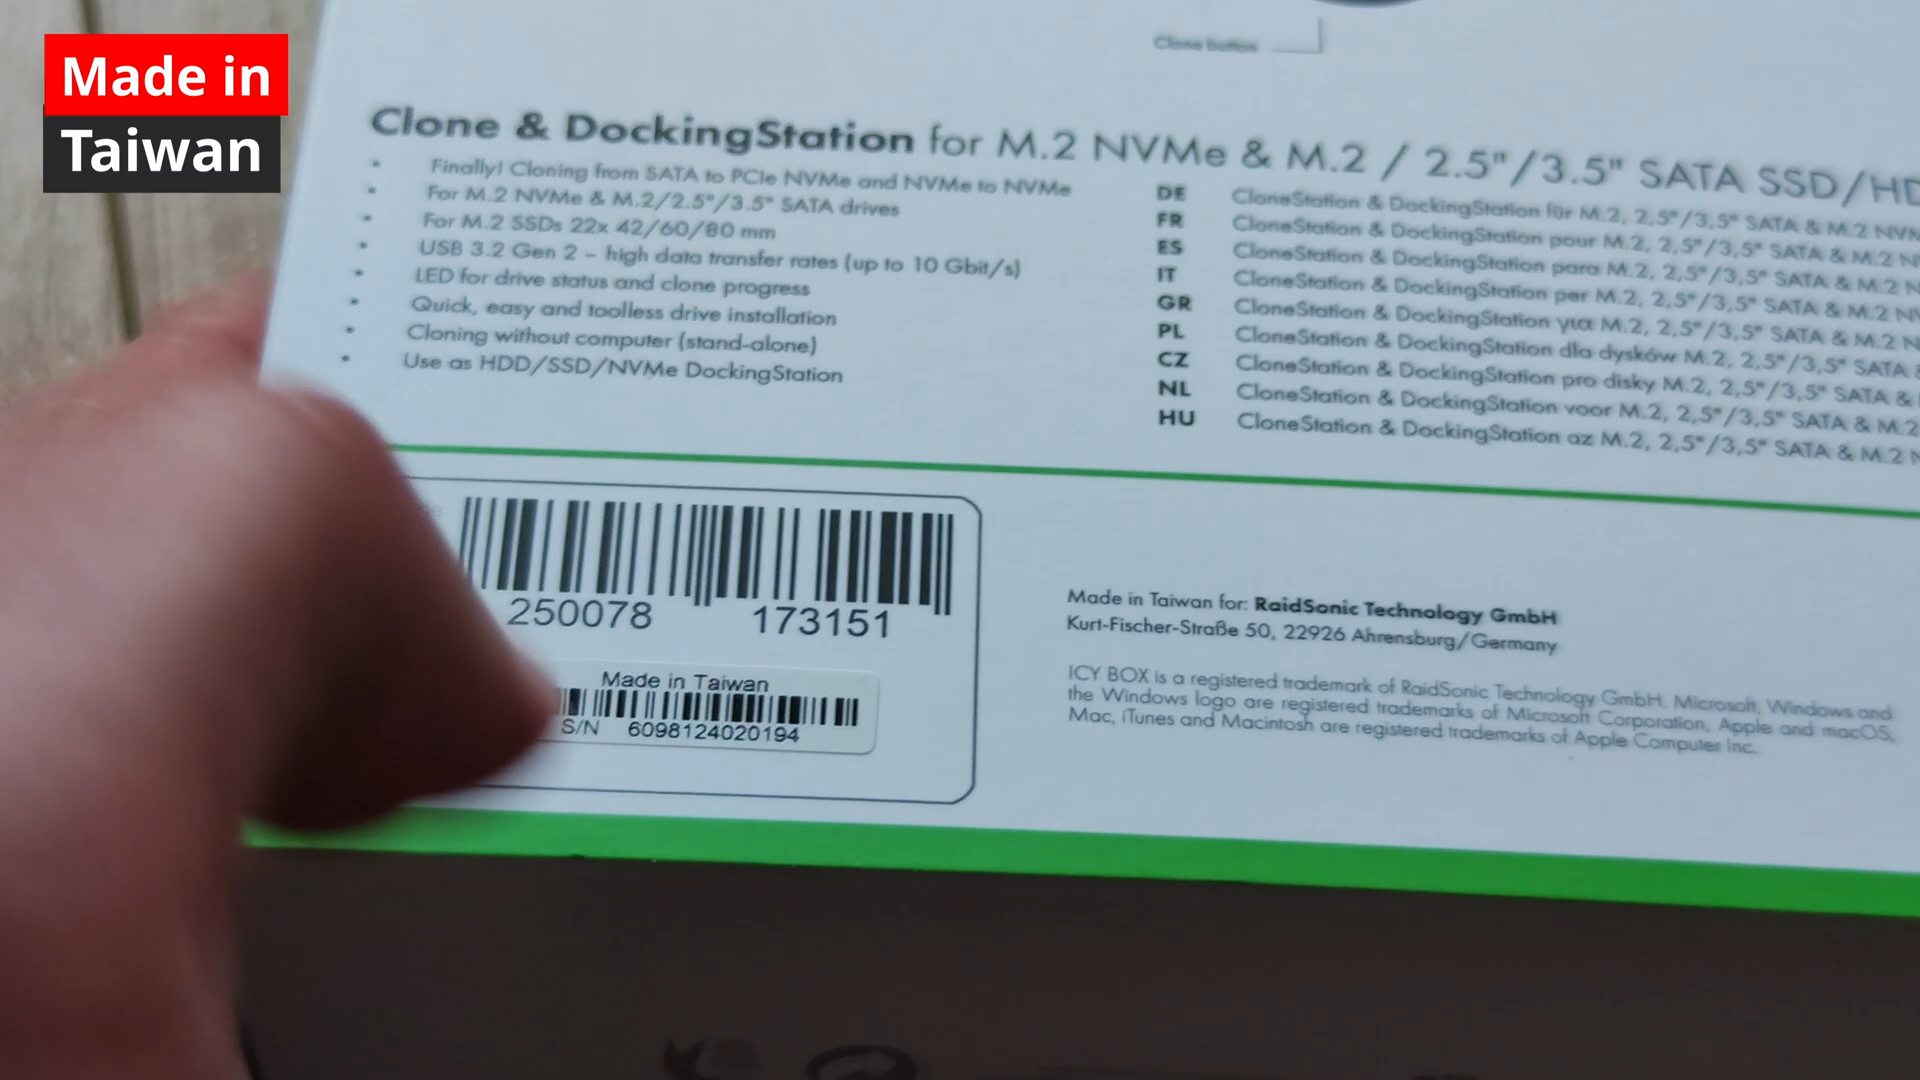 Made in
Taiwan
Clone button
Clone & DockingStation for M.2 NVMe & M.2 / 2.5"/3.5" SATA SSD/HD
• Finally! Cloning from SATA to PCIe NVMe and NVMe to NVMe
• For M.2 NVMe & M.2/2.5"/3.5" SATA drives
• For M.2 SSDs 22x 42/60/80 mm
• USB 3.2 Gen 2 – high data transfer rates (up to 10 Gbit/s)
• LED for drive status and clone progress
• Quick, easy and toolless drive installation
• Cloning without computer (stand-alone)
• Use as HDD/SSD/NVMe DockingStation
DE CloneStation & DockingStation für M.2, 2,5"/3,5" SATA & M.2 NVM
FR CloneStation & DockingStation pour M.2, 2,5"/3,5" SATA & M.2 N
ES CloneStation & DockingStation para M.2, 2,5"/3,5" SATA & M.2 N
IT CloneStation & DockingStation per M.2, 2,5"/3,5" SATA & M.2 NV
GR CloneStation & DockingStation για M.2, 2,5"/3,5" SATA & M.2 N
PL CloneStation & DockingStation dla dysków M.2, 2,5"/3,5" SATA &
CZ CloneStation & DockingStation pro disky M.2, 2,5"/3,5" SATA &
NL CloneStation & DockingStation voor M.2, 2,5"/3,5" SATA & M.2
HU CloneStation & DockingStation az M.2, 2,5"/3,5" SATA & M.2 N
250078 173151
Made in Taiwan
S/N 6098124020194
Made in Taiwan for: RaidSonic Technology GmbH
Kurt-Fischer-Straße 50, 22926 Ahrensburg/Germany
ICY BOX is a registered trademark of RaidSonic Technology GmbH. Microsoft, Windows and
the Windows logo are registered trademarks of Microsoft Corporation, Apple and macOS,
Mac, iTunes and Macintosh are registered trademarks of Apple Computer Inc.